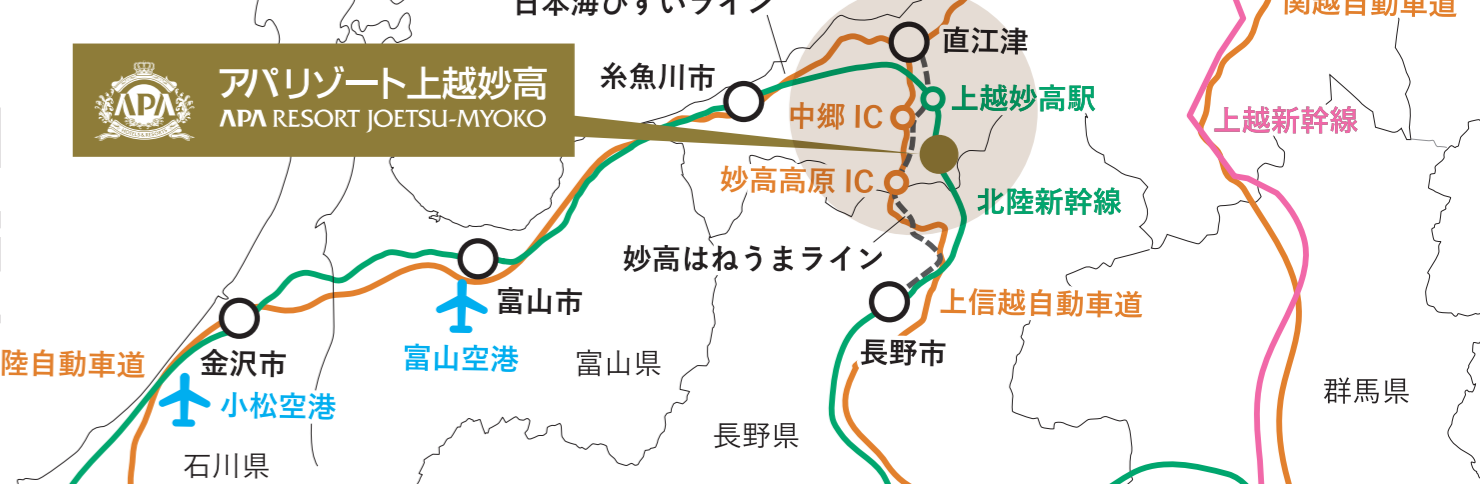 日本海ひすいライン
関越自動車道
直江津
アパリゾート上越妙高
APA RESORT JOETSU-MYOKO
APA
糸魚川市
上越妙高駅
中郷 IC
上越新幹線
妙高高原 IC
北陸新幹線
妙高はねうまライン
富山市
上信越自動車道
富山空港
長野市
富山県
陸自動車道
金沢市
小松空港
群馬県
長野県
石川県